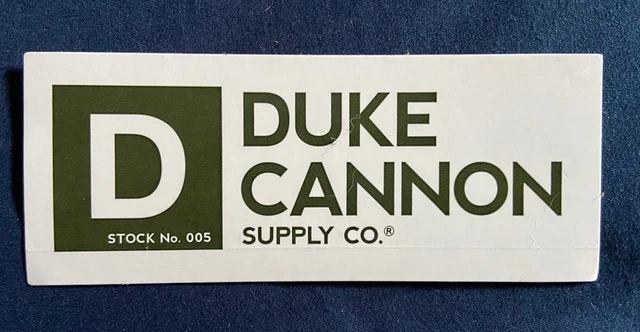 D
STOCK No. 005
DUKE
CANNON
SUPPLY CO.®